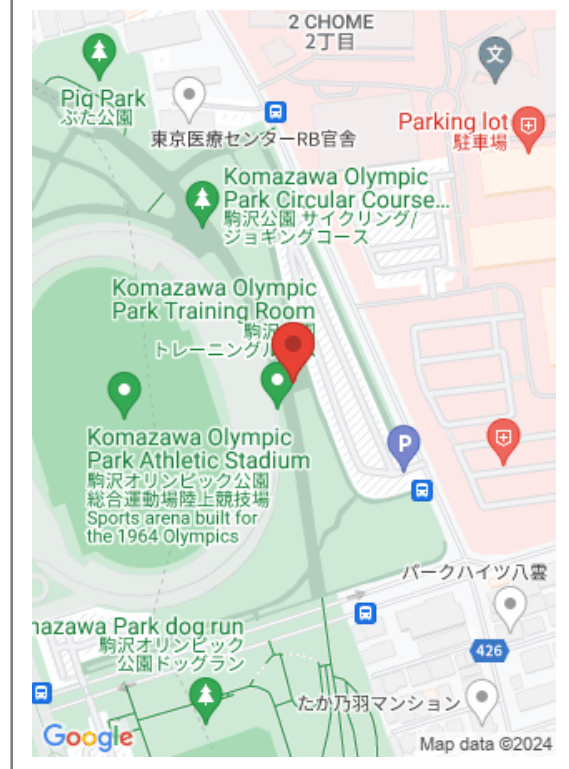 2 CHOME
2丁目
Pig Park
ぶた公園
東京医療センターRB官舎
文
Parking lot
駐車場
Komazawa Olympic
Park Circular Course...
駒沢公園 サイクリング/
ジョギングコース
Komazawa Olympic
Park Training Room
駒沢
トレーニングル
P
Komazawa Olympic
Park Athletic Stadium
駒沢オリンピック公園
総合運動場陸上競技場
Sports arena built for
the 1964 Olympics
パークハイツ八雲
nazawa Park dog run
駒沢オリンピック
公園ドッグラン
426
たか乃羽マンション
Google
Map data ©2024